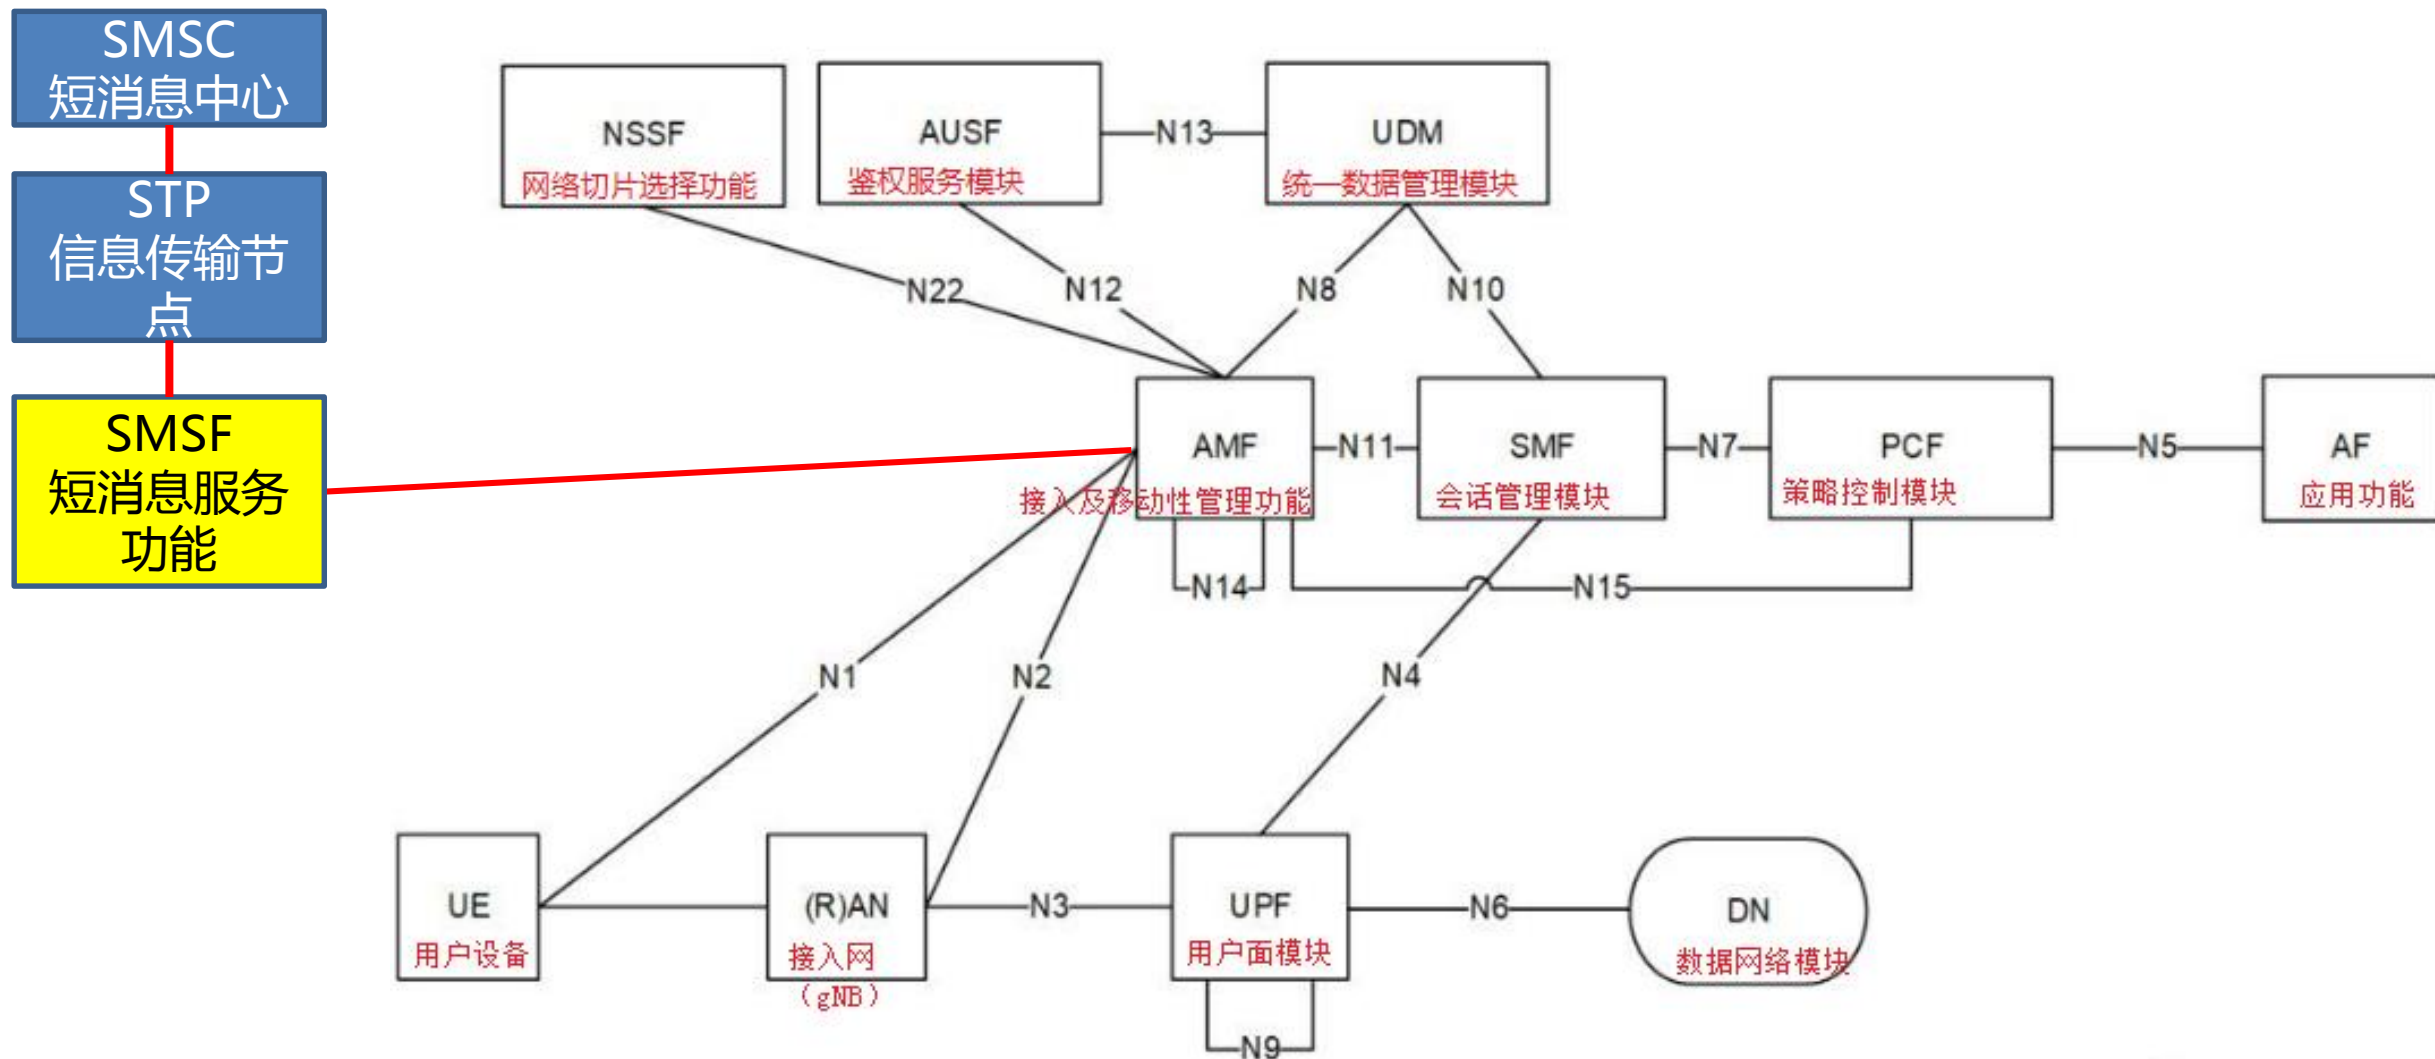 SMSC
短消息中心
STP
信息传输节
点
SMSF
短消息服务
功能
NSSF
网络切片选择功能
AUSF
鉴权服务模块
N13
UDM
统一数据管理模块
N22
N12
N8
N10
AMF
接入及移动性管理功能
N11
SMF
会话管理模块
N7
PCF
策略控制模块
N5
AF
应用功能
N14
N15
N1
N2
N4
UE
用户设备
(R)AN
接入网
（gNB）
N3
UPF
用户面模块
N6
DN
数据网络模块
N9